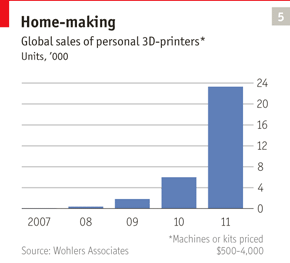 5
Home-making
Global sales of personal 3D-printers*
Units, ’000
24
20
16
12
8
4
0
2007 08 09 10 11
*Machines or kits priced
$500-4,000
Source: Wohlers Associates